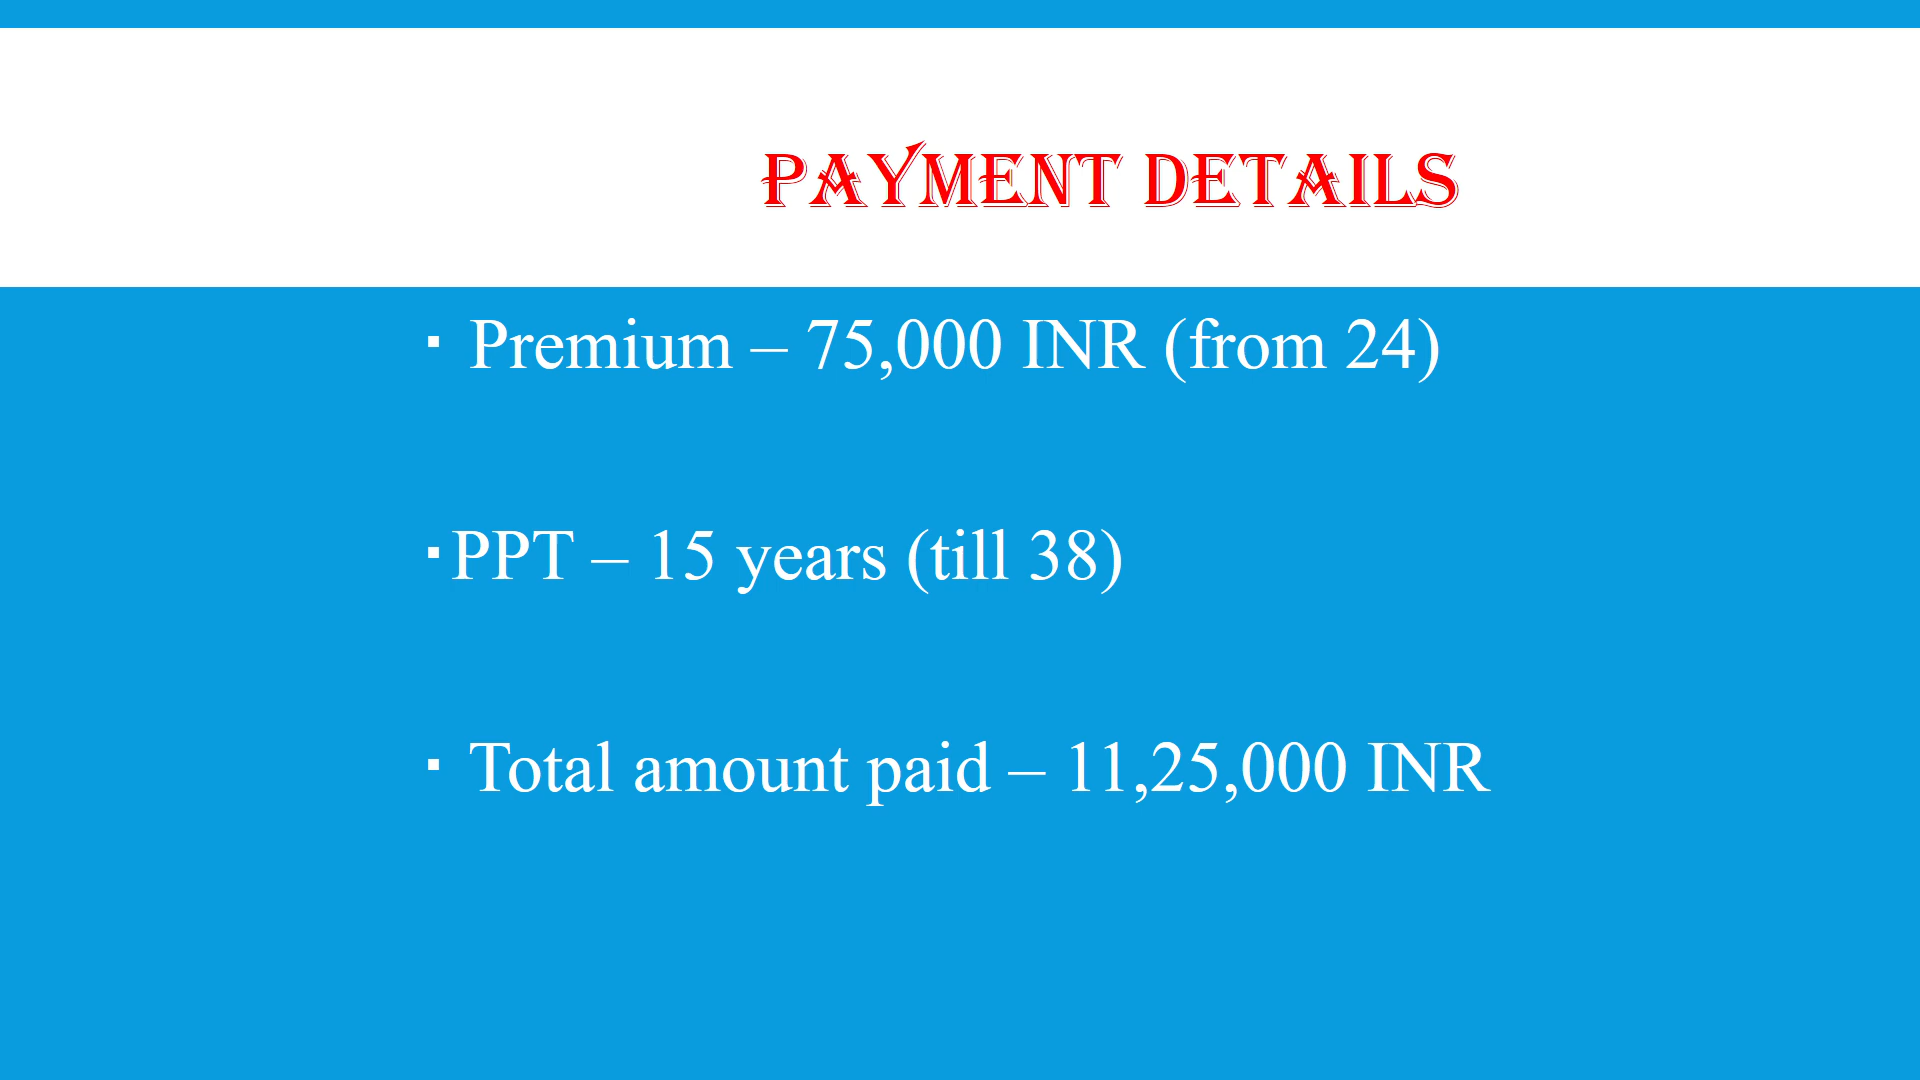 PAYMENT DETAILS
▪ Premium – 75,000 INR (from 24)
▪ PPT – 15 years (till 38)
▪ Total amount paid – 11,25,000 INR